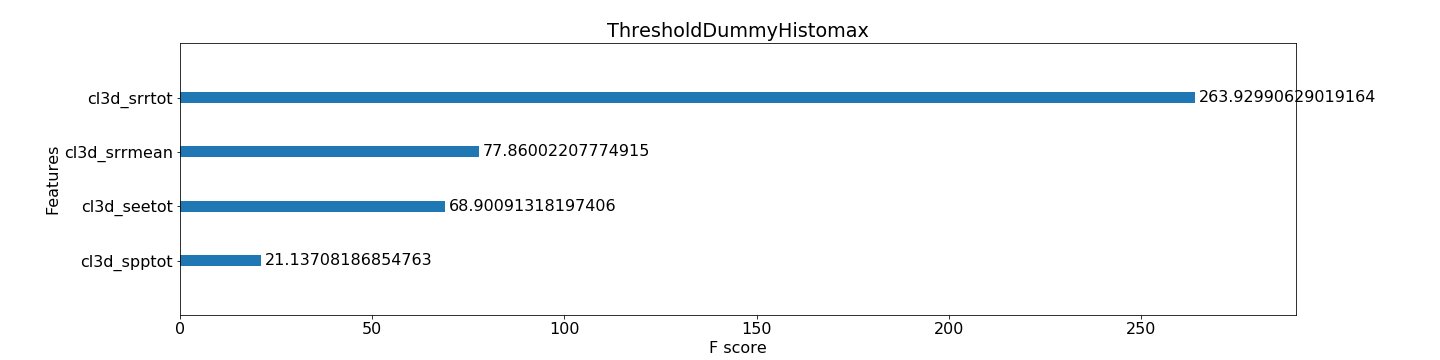 ThresholdDummyHistomax
cl3d_srrtot 263.92990629019164
cl3d_srrmean 77.86002207774915
cl3d_seetot 68.90091318197406
cl3d_spptot 21.13708186854763
Features
0 50 100 150 200 250
F score